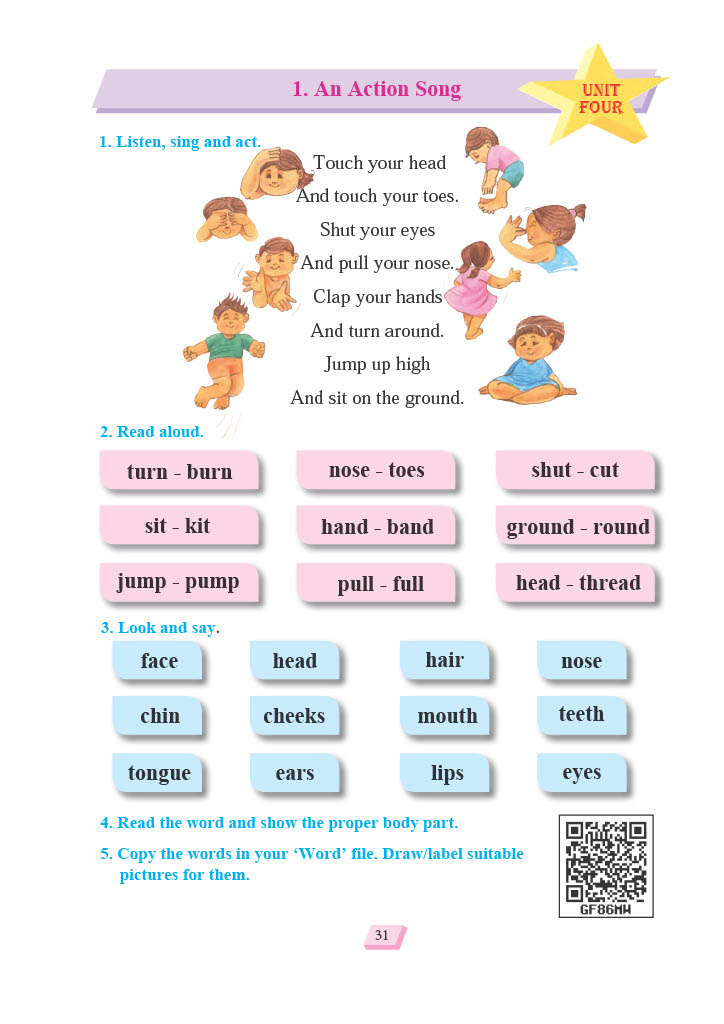 1. An Action Song
UNIT
FOUR
1. Listen, sing and act.
Touch your head
And touch your toes.
Shut your eyes
And pull your nose.
Clap your hands
And turn around.
Jump up high
And sit on the ground.
2. Read aloud.
turn - burn
nose - toes
shut - cut
sit - kit
hand - band
ground - round
jump - pump
pull - full
head - thread
3. Look and say.
face
head
hair
nose
chin
cheeks
mouth
teeth
tongue
ears
lips
eyes
4. Read the word and show the proper body part.
5. Copy the words in your ‘Word’ file. Draw/label suitable
pictures for them.
GF86MW
31